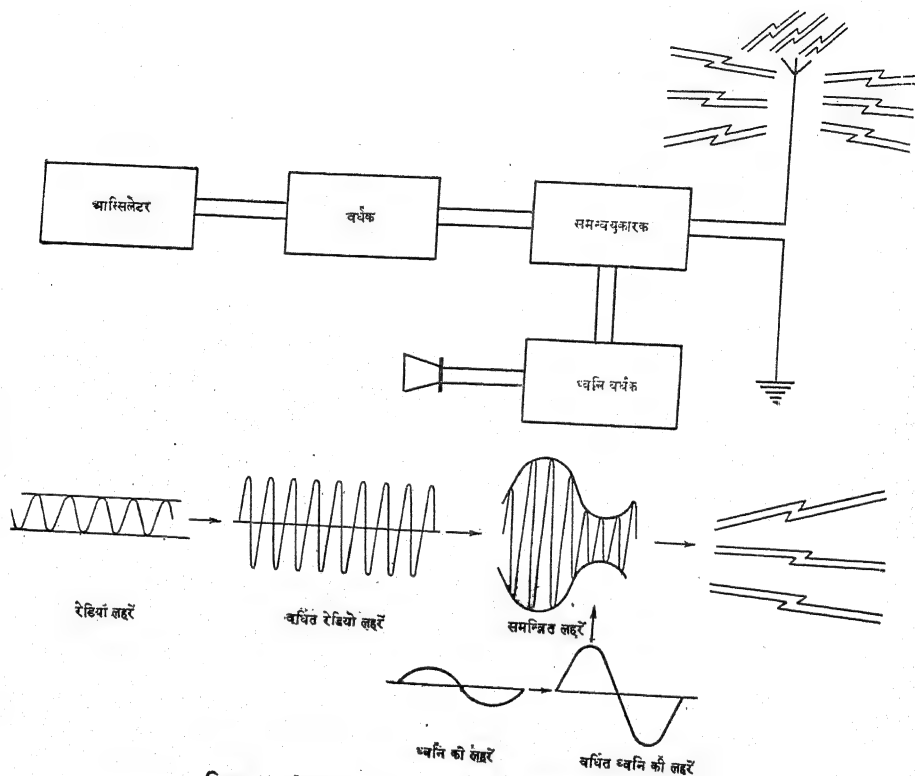 आस्सिलेटर
वर्धक
समन्वयकारक
ध्वनि वर्धक
रेडियो लहरें
वर्धित रेडियो लहरें
समन्वित लहरें
ध्वनि की लहरें
वर्धित ध्वनि की लहरें